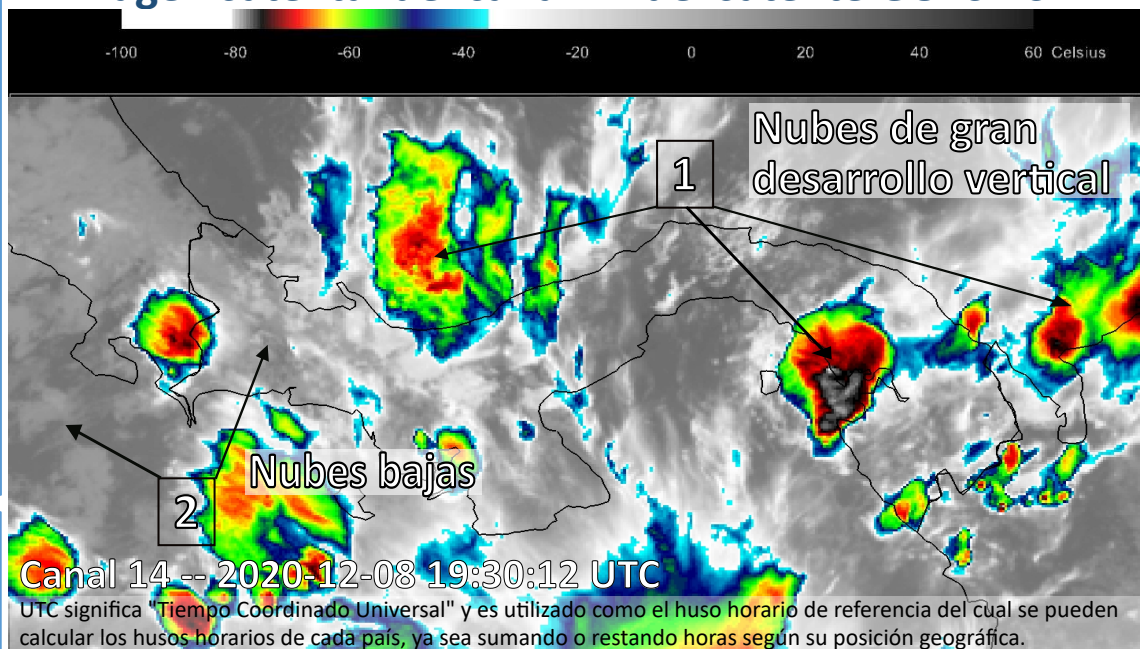 -100 -80 -60 -40 -20 0 20 40 60 Celsius
Nubes de gran
desarrollo vertical
1
Nubes bajas
2
Canal 14 -- 2020-12-08 19:30:12 UTC
UTC significa "Tiempo Coordinado Universal" y es utilizado como el huso horario de referencia del cual se pueden
calcular los husos horarios de cada país, ya sea sumando o restando horas según su posición geográfica.